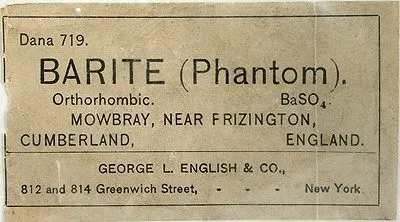 Dana 719.
BARITE (Phantom).
Orthorhombic. BaSO₄.
MOWBRAY, NEAR FRIZINGTON,
CUMBERLAND, ENGLAND.
GEORGE L. ENGLISH & CO.,
812 and 814 Greenwich Street, - - - New York.